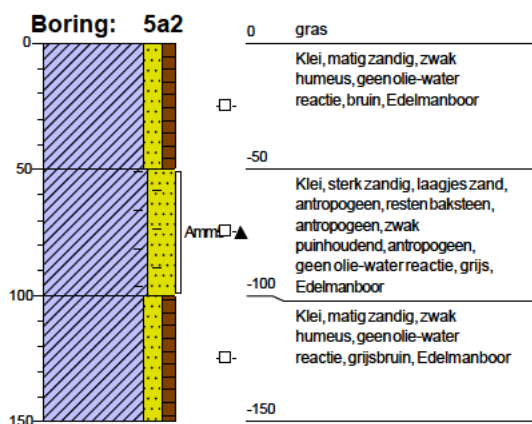 Boring: 5a2
0
50
100
150
Amm
0 gras
Klei, matig zandig, zwak
humeus, geen olie-water
reactie, bruin, Edelmanboor
-50
Klei, sterk zandig, laagjes zand,
antropogeen, resten baksteen,
antropogeen, zwak
puinhoudend, antropogeen,
geen olie-water reactie, grijs,
Edelmanboor
-100
Klei, matig zandig, zwak
humeus, geen olie-water
reactie, grijsbruin, Edelmanboor
-150